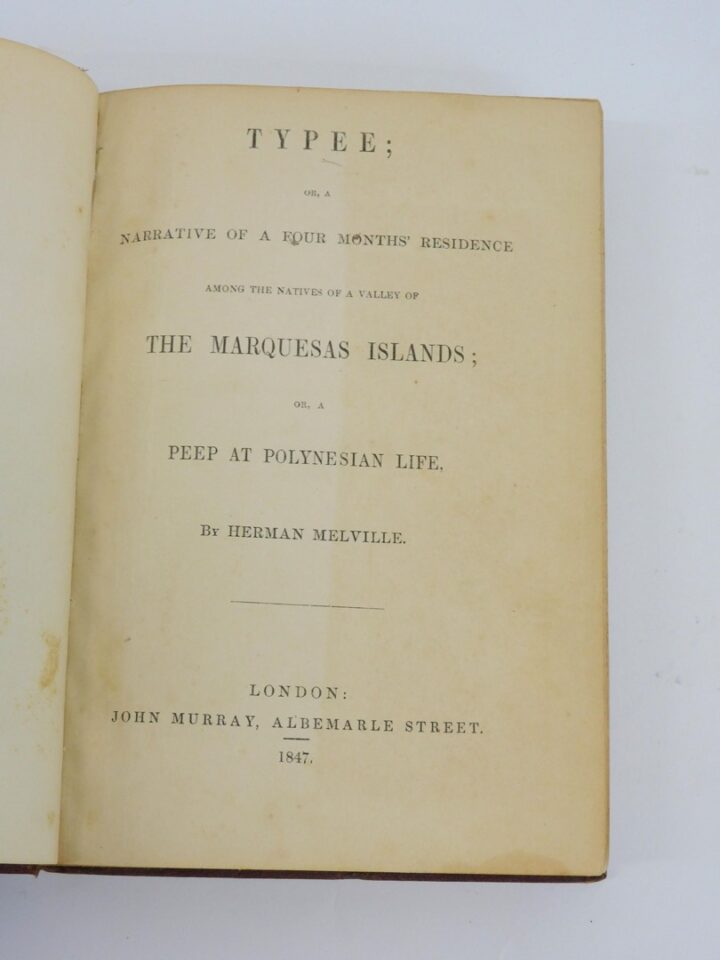 TYPEE;
OR, A
NARRATIVE OF A FOUR MONTHS' RESIDENCE
AMONG THE NATIVES OF A VALLEY OF
THE MARQUESAS ISLANDS;
OR, A
PEEP AT POLYNESIAN LIFE.
By HERMAN MELVILLE.
LONDON:
JOHN MURRAY, ALBEMARLE STREET.
1847.